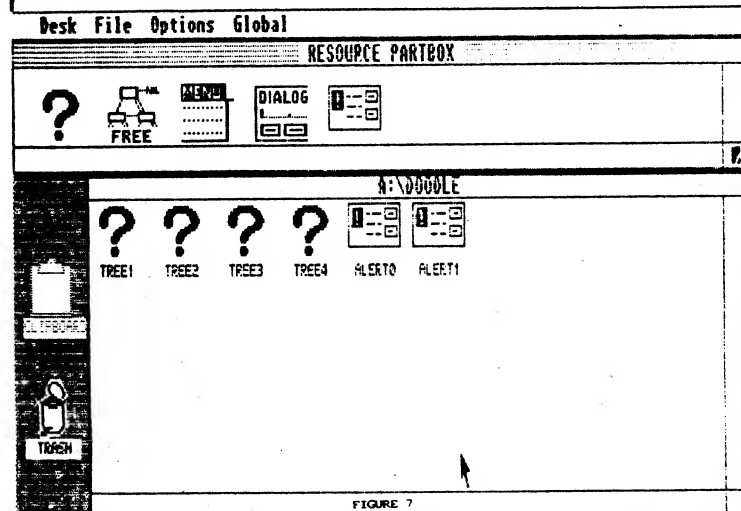 Desk File Options Global
RESOURCE PARTBOX
NIL
FREE
MENU
DIALOG
A:\DOODLE
TREE1 TREE2 TREE3 TREE4 ALERT0 ALERT1
TRASH
FIGURE 7